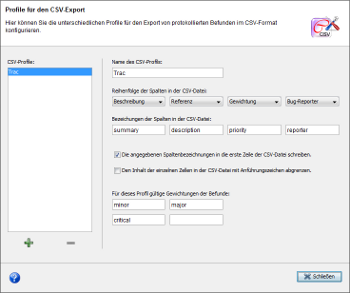 Profile für den CSV-Export
Hier können Sie die unterschiedlichen Profile für den Export von protokollierten Befunden im CSV-Format
konfigurieren.
CSV
CSV-Profile:
Trac
Name des CSV-Profils:
Trac
Reihenfolge der Spalten in der CSV-Datei:
Beschreibung Referenz Gewichtung Bug-Reporter
Bezeichnungen der Spalten in der CSV-Datei:
summary description priority reporter
Die angegebenen Spaltenbezeichnungen in die erste Zeile der CSV-Datei schreiben.
Den Inhalt der einzelnen Zellen in der CSV-Datei mit Anführungszeichen abgrenzen.
Für dieses Profil gültige Gewichtungen der Befunde:
minor major
critical
Schließen